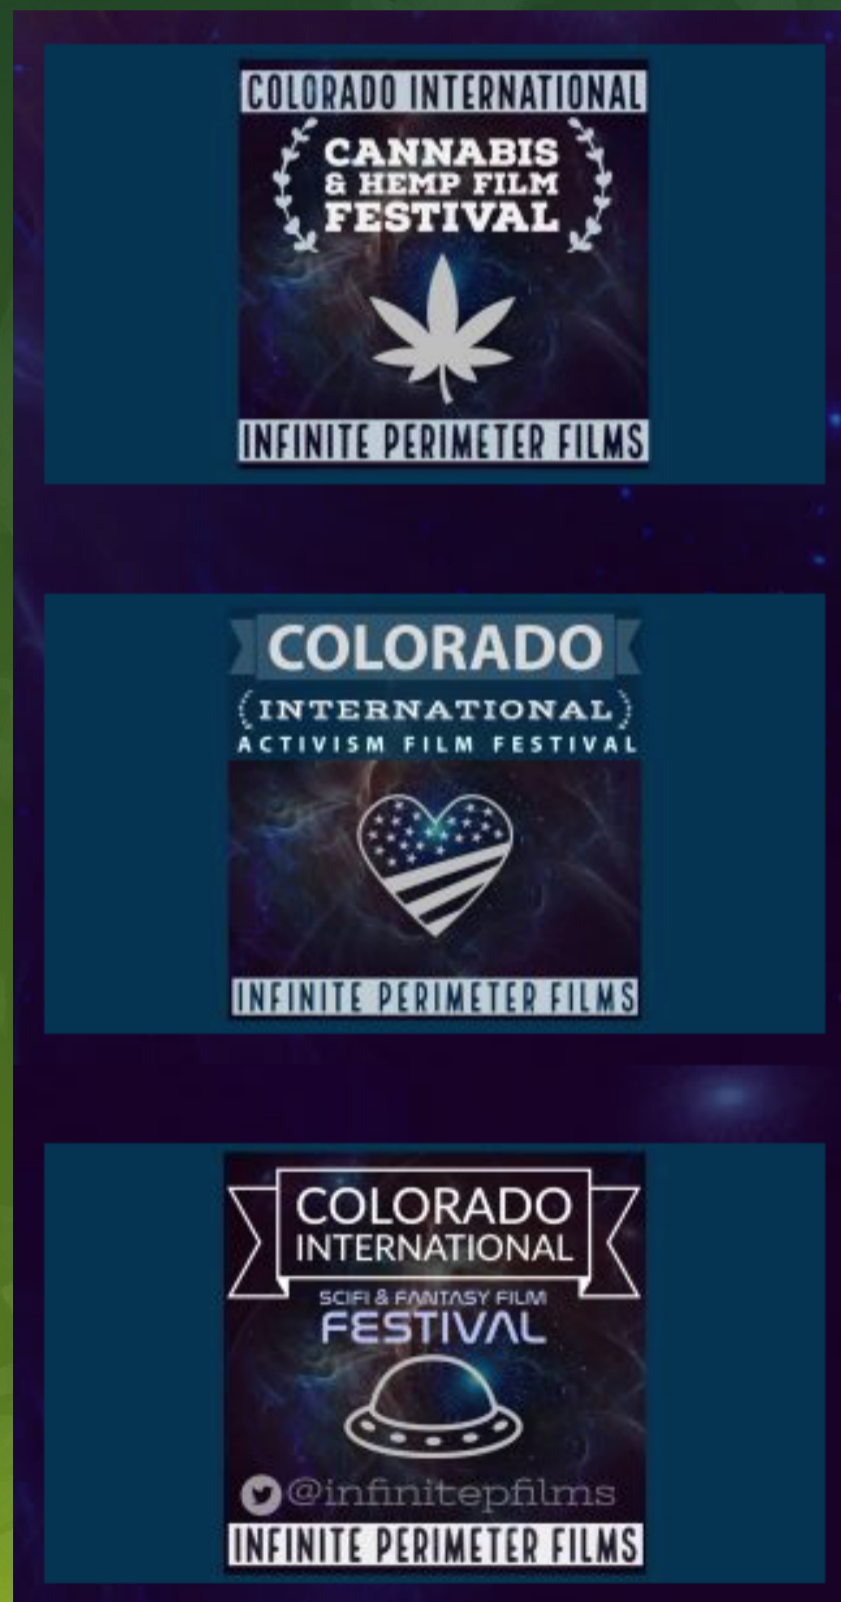 COLORADO INTERNATIONAL
CANNABIS
& HEMP FILM
FESTIVAL
INFINITE PERIMETER FILMS
COLORADO
INTERNATIONAL
ACTIVISM FILM FESTIVAL
INFINITE PERIMETER FILMS
COLORADO
INTERNATIONAL
SCIFI & FANTASY FILM
FESTIVAL
@infinitepfilms
INFINITE PERIMETER FILMS